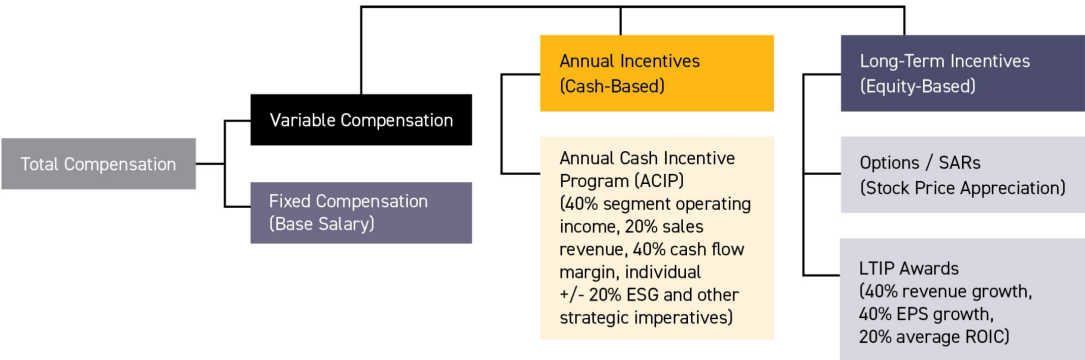 Total Compensation
Variable Compensation
Fixed Compensation
(Base Salary)
Annual Incentives
(Cash-Based)
Annual Cash Incentive
Program (ACIP)
(40% segment operating
income, 20% sales
revenue, 40% cash flow
margin, individual
+/- 20% ESG and other
strategic imperatives)
Long-Term Incentives
(Equity-Based)
Options / SARs
(Stock Price Appreciation)
LTIP Awards
(40% revenue growth,
40% EPS growth,
20% average ROIC)